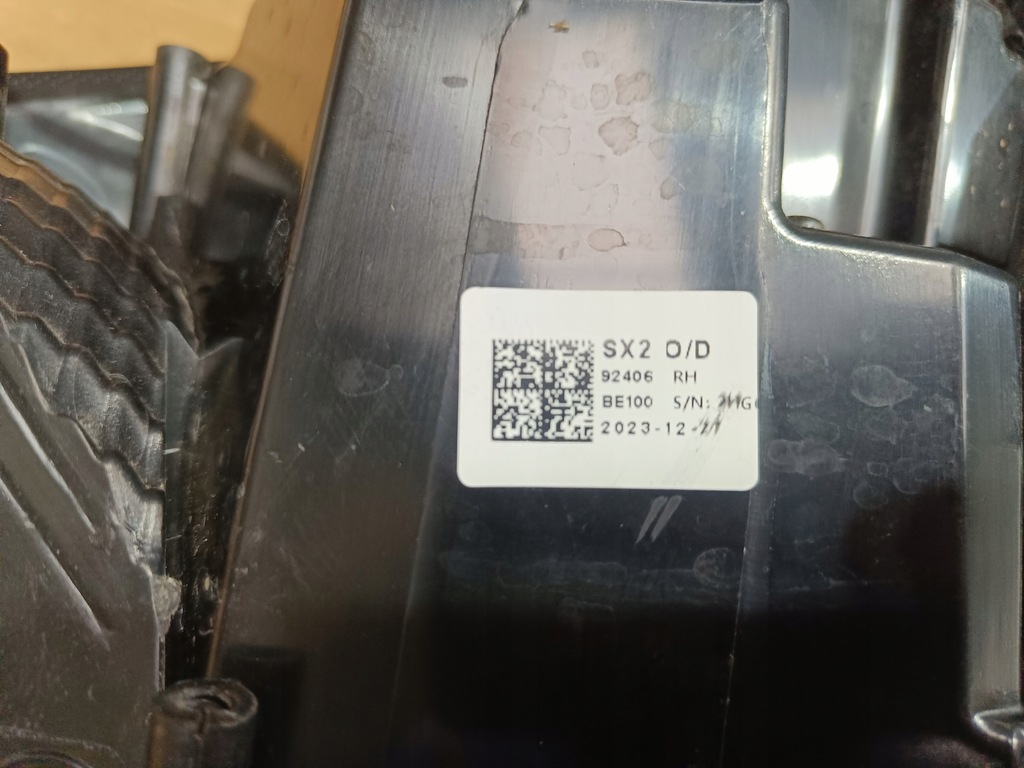 SX2 O/D
92406 RH
BE100 S/N:
2023-12-